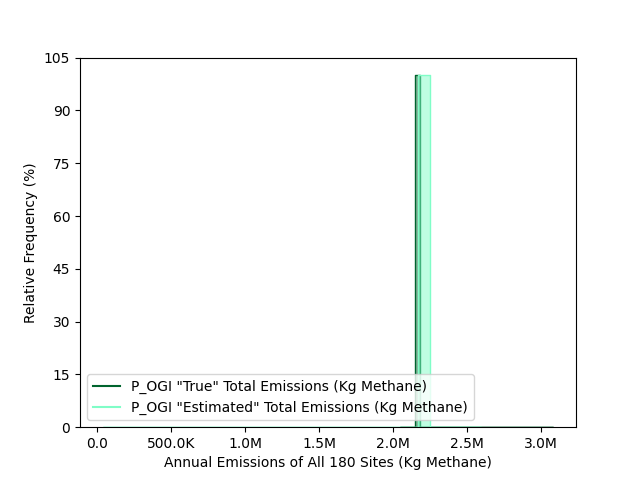 105
90
75
60
45
30
15
0
Relative Frequency (%)
P_OGI "True" Total Emissions (Kg Methane)
P_OGI "Estimated" Total Emissions (Kg Methane)
0.0 500.0K 1.0M 1.5M 2.0M 2.5M 3.0M
Annual Emissions of All 180 Sites (Kg Methane)